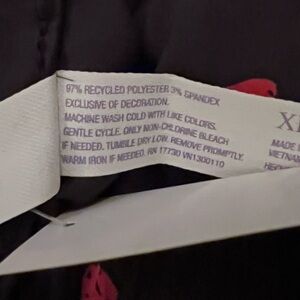 97% RECYCLED POLYESTER 3% SPANDEX
EXCLUSIVE OF DECORATION.
MACHINE WASH COLD WITH LIKE COLORS.
GENTLE CYCLE. ONLY NON-CHLORINE BLEACH
IF NEEDED. TUMBLE DRY LOW. REMOVE PROMPTLY.
WARM IRON IF NEEDED. RN 17730 VN1300110
MADE
VIETNAM